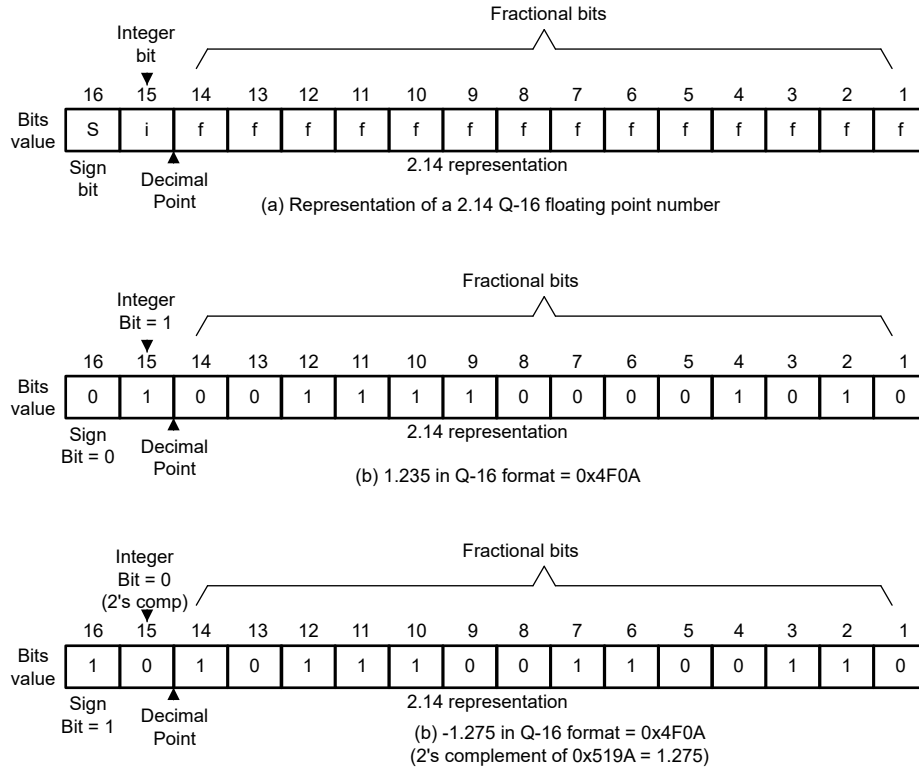 Fractional bits
Integer
bit
16 15 14 13 12 11 10 9 8 7 6 5 4 3 2 1
Bits
value
S i f f f f f f f f f f f f f f
Sign
bit
Decimal
Point
2.14 representation
(a) Representation of a 2.14 Q-16 floating point number
Fractional bits
Integer
Bit = 1
16 15 14 13 12 11 10 9 8 7 6 5 4 3 2 1
Bits
value
0 1 0 0 1 1 1 1 0 0 0 0 1 0 1 0
Sign
Bit = 0
Decimal
Point
2.14 representation
(b) 1.235 in Q-16 format = 0x4F0A
Fractional bits
Integer
Bit = 0
(2's comp)
16 15 14 13 12 11 10 9 8 7 6 5 4 3 2 1
Bits
value
1 0 1 0 1 1 1 0 0 1 1 0 0 1 1 0
Sign
Bit = 1
Decimal
Point
2.14 representation
(b) -1.275 in Q-16 format = 0x4F0A
(2's complement of 0x519A = 1.275)